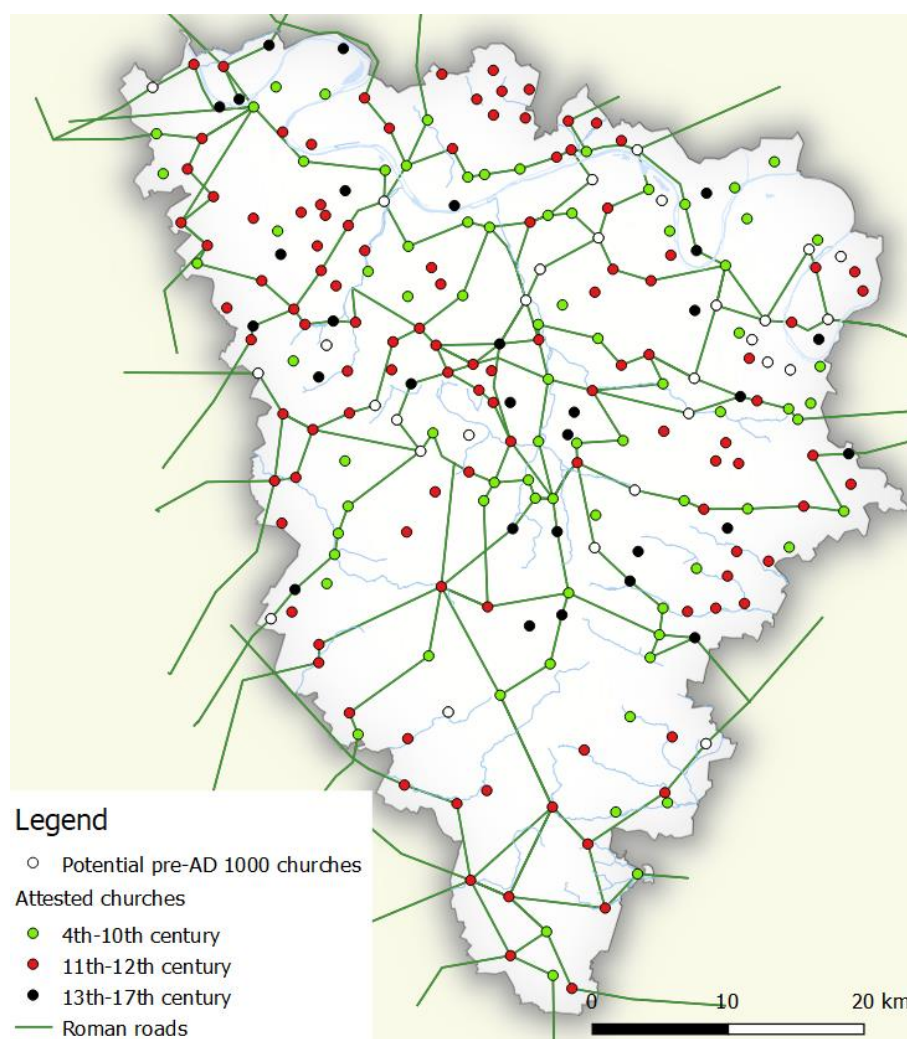 Legend
Potential pre-AD 1000 churches
Attested churches
4th-10th century
11th-12th century
13th-17th century
Roman roads
0 10 20 km